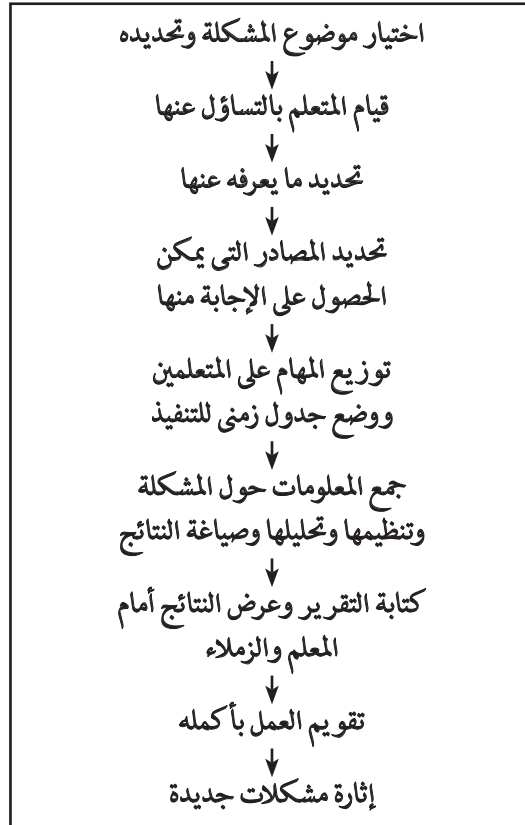 اختيار موضوع المشكلة وتحديده
قيام المتعلم بالتساؤل عنها
تحديد ما يعرفه عنها
تحديد المصادر التى يمكن
الحصول على الإجابة منها
توزيع المهام على المتعلمين
ووضع جدول زمنى للتنفيذ
جمع المعلومات حول المشكلة
وتنظيمها وتحليلها وصياغة النتائج
كتابة التقرير وعرض النتائج أمام
المعلم والزملاء
تقويم العمل بأكمله
إثارة مشكلات جديدة